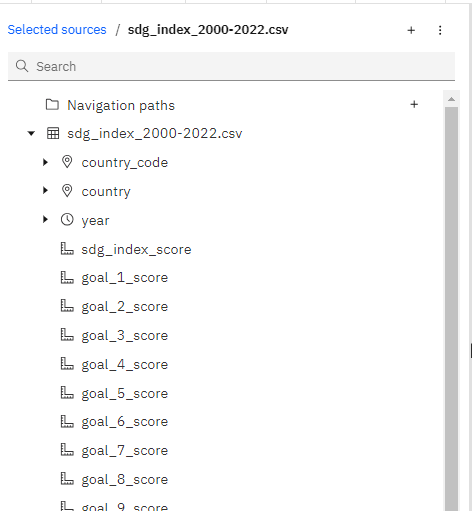 Selected sources / sdg_index_2000-2022.csv
Search
Navigation paths
sdg_index_2000-2022.csv
country_code
country
year
sdg_index_score
goal_1_score
goal_2_score
goal_3_score
goal_4_score
goal_5_score
goal_6_score
goal_7_score
goal_8_score
goal_9_score